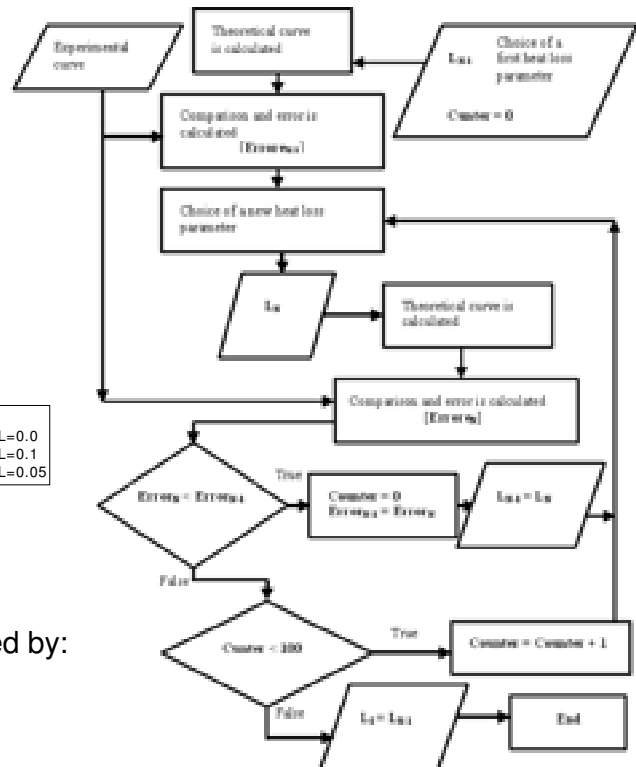 Experimental
curve
Theoretical curve
is calculated
Choice of a
first heat loss
parameter
Counter = 0
Comparison and error is
calculated
Choice of a new heat loss
parameter
Theoretical curve is
calculated
Comparison and error is calculated
L=0.0
L=0.1
L=0.05
True
Counter = 0
False
ed by:
Counter < 100
True
Counter = Counter + 1
False
End